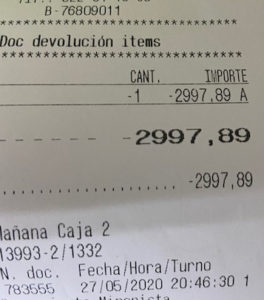 B-76809011
***********************************
Doc devolución items
***********************************
CANT. IMPORTE
-1 -2997,89 A
-2997,89
-2997,89
Mañana Caja 2
13993-2/1332
N. doc. Fecha/Hora/Turno
783555 27/05/2020 20:46:30 1